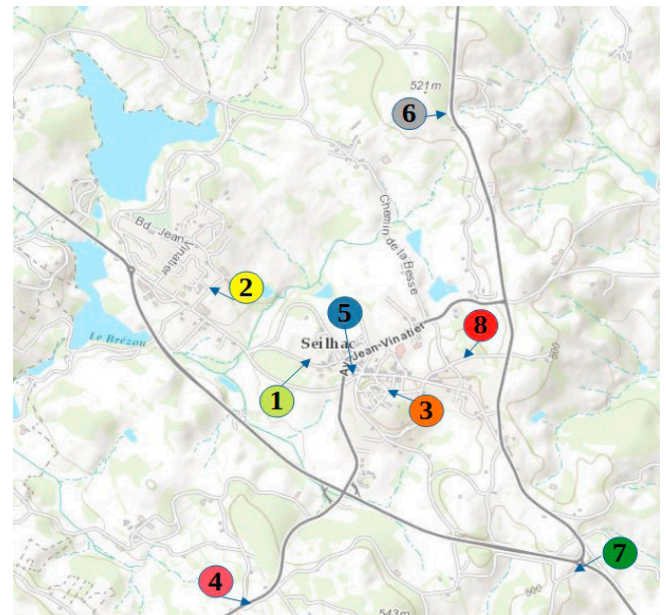 521m
6
Chemin de la Besse
Bd. Jean
Vinatier
2
5
8
Le Brézou
Seilhac
Av. Jean-Vinatier
500
1
3
7
4
500
543m